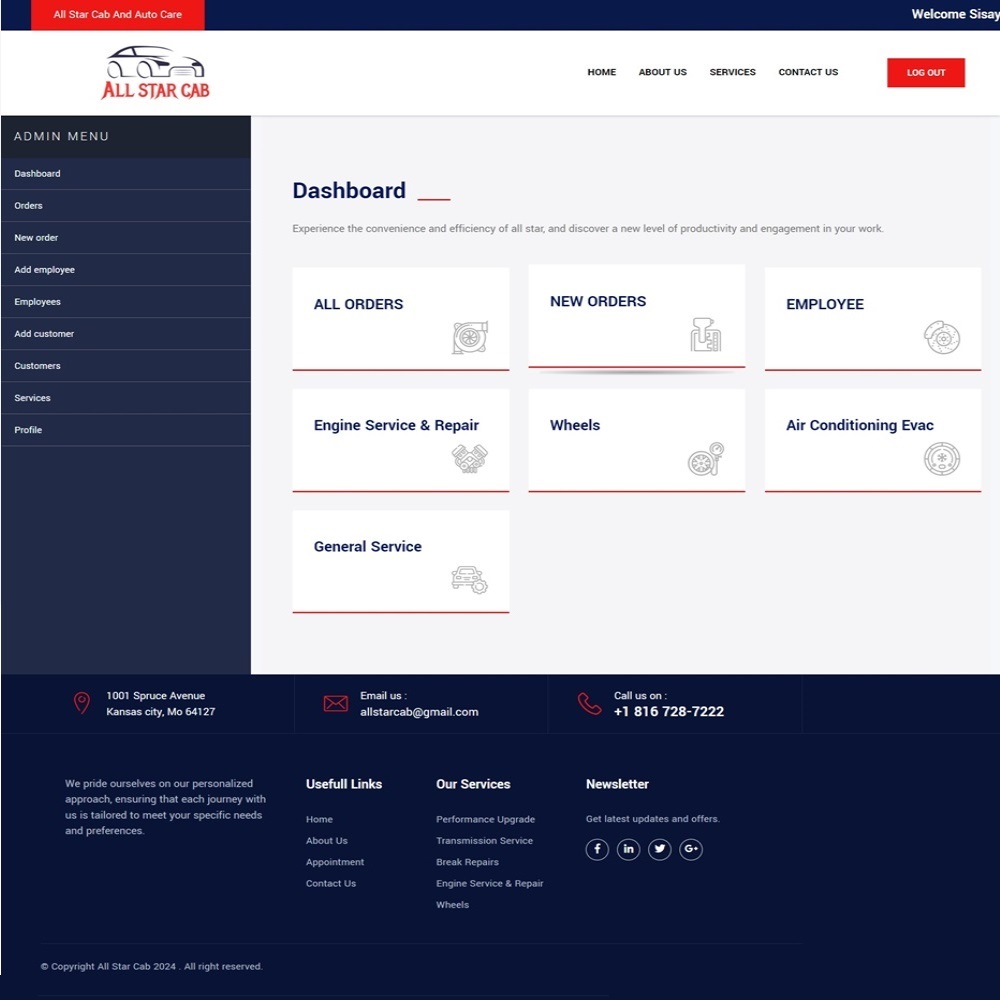 All Star Cab And Auto Care
Welcome Sisay
ALL STAR CAB
HOME ABOUT US SERVICES CONTACT US LOG OUT
ADMIN MENU
Dashboard
Orders
New order
Add employee
Employees
Add customer
Customers
Services
Profile
Dashboard
Experience the convenience and efficiency of all star, and discover a new level of productivity and engagement in your work.
ALL ORDERS
NEW ORDERS
EMPLOYEE
Engine Service & Repair
Wheels
Air Conditioning Evac
General Service
1001 Spruce Avenue
Kansas city, Mo 64127
Email us :
allstarcab@gmail.com
Call us on :
+1 816 728-7222
We pride ourselves on our personalized
approach, ensuring that each journey with
us is tailored to meet your specific needs
and preferences.
Usefull Links
Home
About Us
Appointment
Contact Us
Our Services
Performance Upgrade
Transmission Service
Break Repairs
Engine Service & Repair
Wheels
Newsletter
Get latest updates and offers.
© Copyright All Star Cab 2024 . All right reserved.